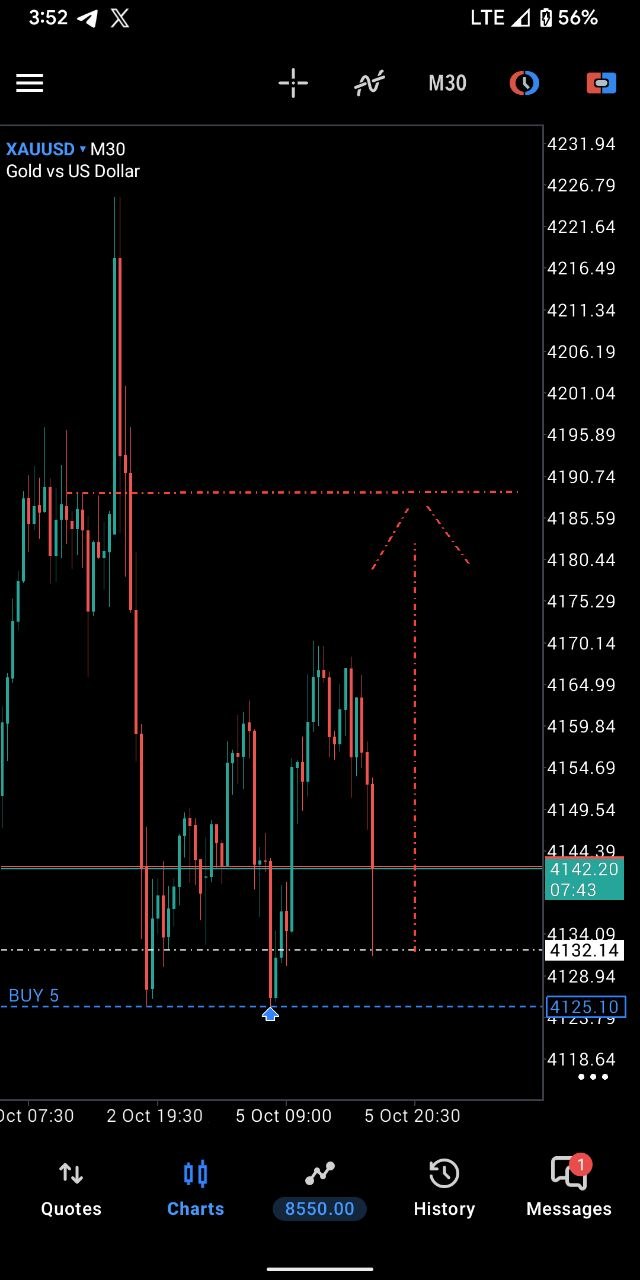 3:52
LTE 56%
M30
XAUUSD M30
Gold vs US Dollar
4231.94
4226.79
4221.64
4216.49
4211.34
4206.19
4201.04
4195.89
4190.74
4185.59
4180.44
4175.29
4170.14
4164.99
4159.84
4154.69
4149.54
4144.39
4142.20
07:43
4134.09
4132.14
4128.94
BUY 5
4125.10
4123.79
4118.64
Oct 07:30
2 Oct 19:30
5 Oct 09:00
5 Oct 20:30
1
8550.00
Quotes
Charts
History
Messages